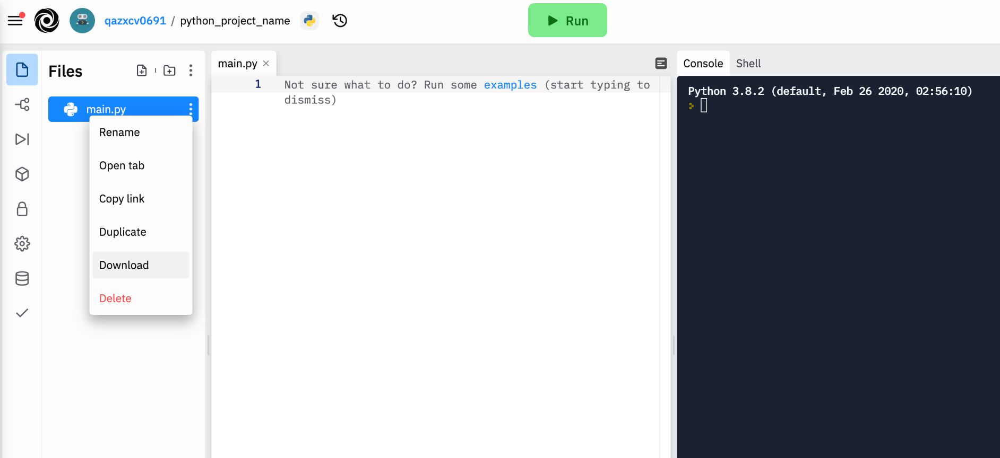 qazxcv0691 / python_project_name
Run
Files
main.py
Rename
Open tab
Copy link
Duplicate
Download
Delete
main.py
1
Not sure what to do? Run some examples (start typing to
dismiss)
Console
Shell
Python 3.8.2 (default, Feb 26 2020, 02:56:10)